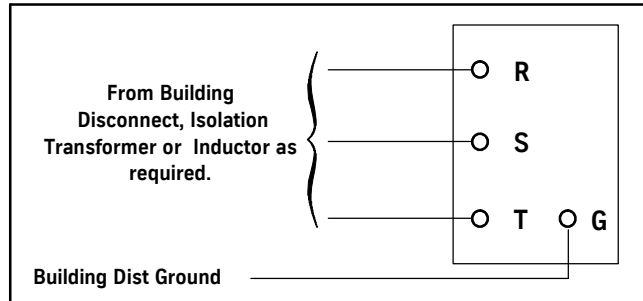 From Building
Disconnect, Isolation
Transformer or Inductor as
required.
R
S
T G
Building Dist Ground